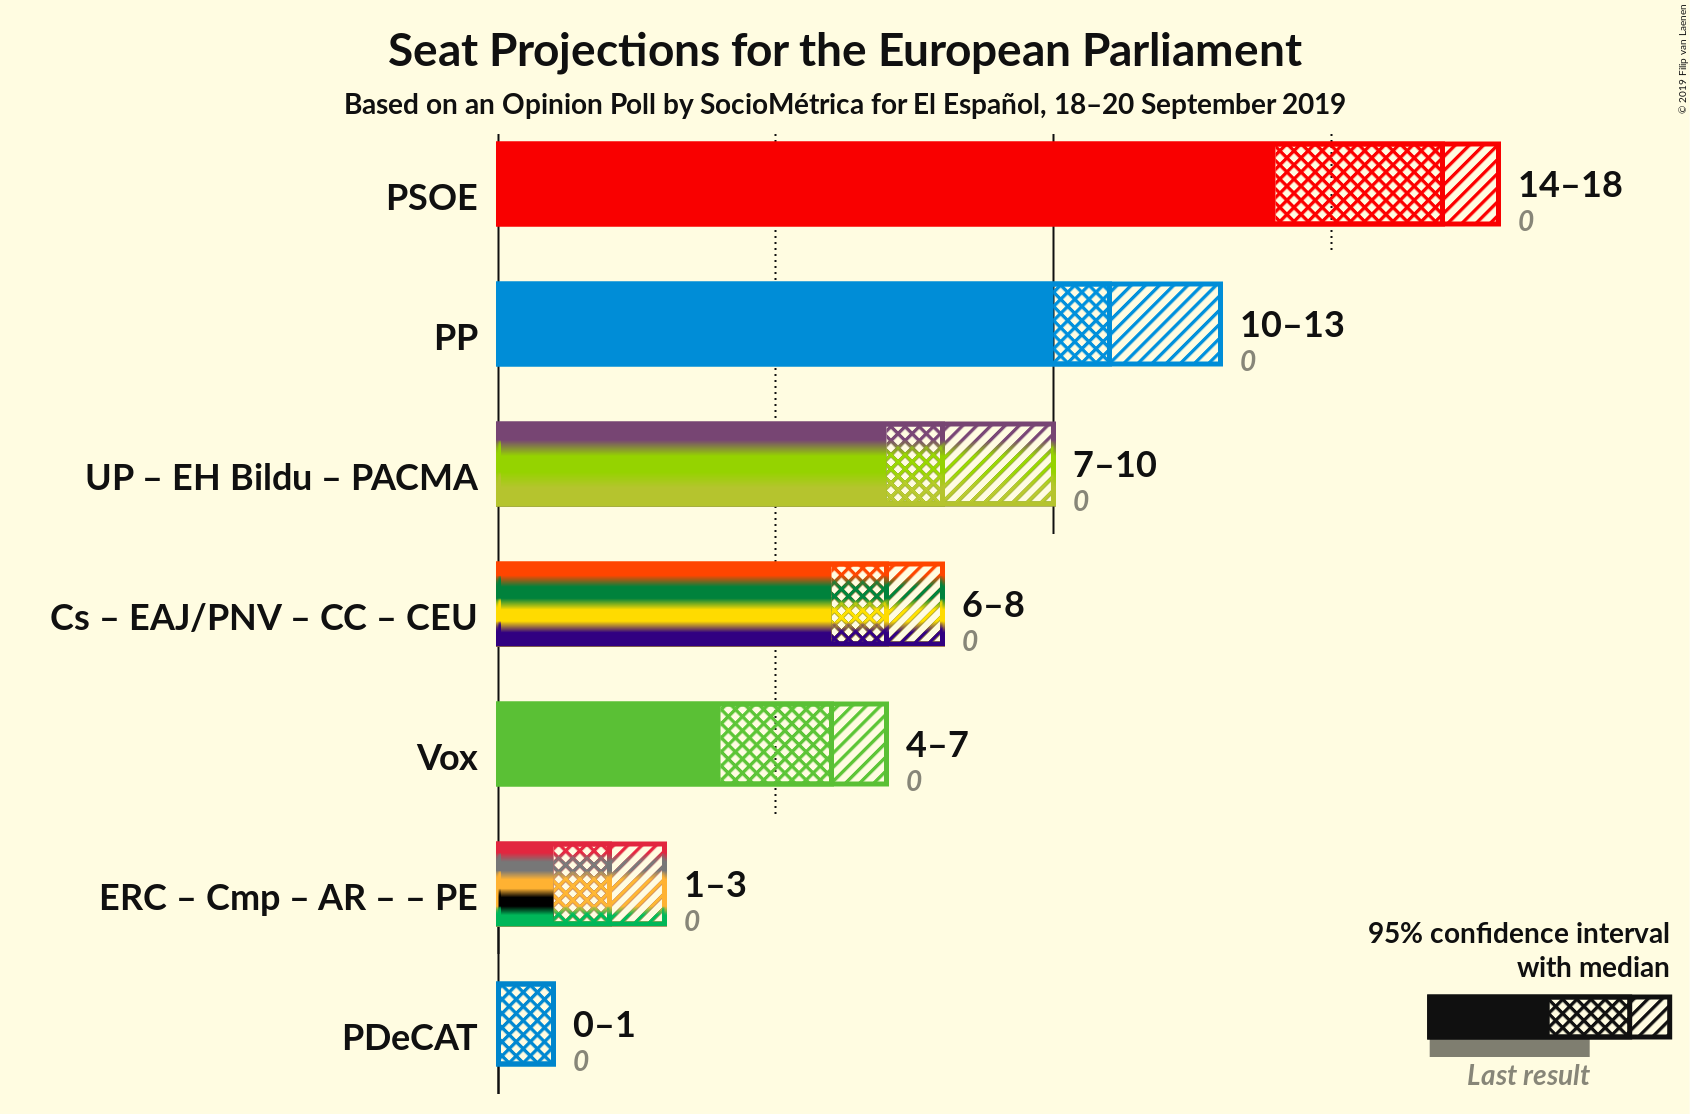 Seat Projections for the European Parliament
Based on an Opinion Poll by SocioMétrica for El Español, 18–20 September 2019
© 2019 Filip van Laenen
PSOE
14–18
0
PP
10–13
0
UP – EH Bildu – PACMA
7–10
0
Cs – EAJ/PNV – CC – CEU
6–8
0
Vox
4–7
0
ERC – Cmp – AR – – PE
1–3
0
PDeCAT
0–1
0
95% confidence interval
with median
Last result